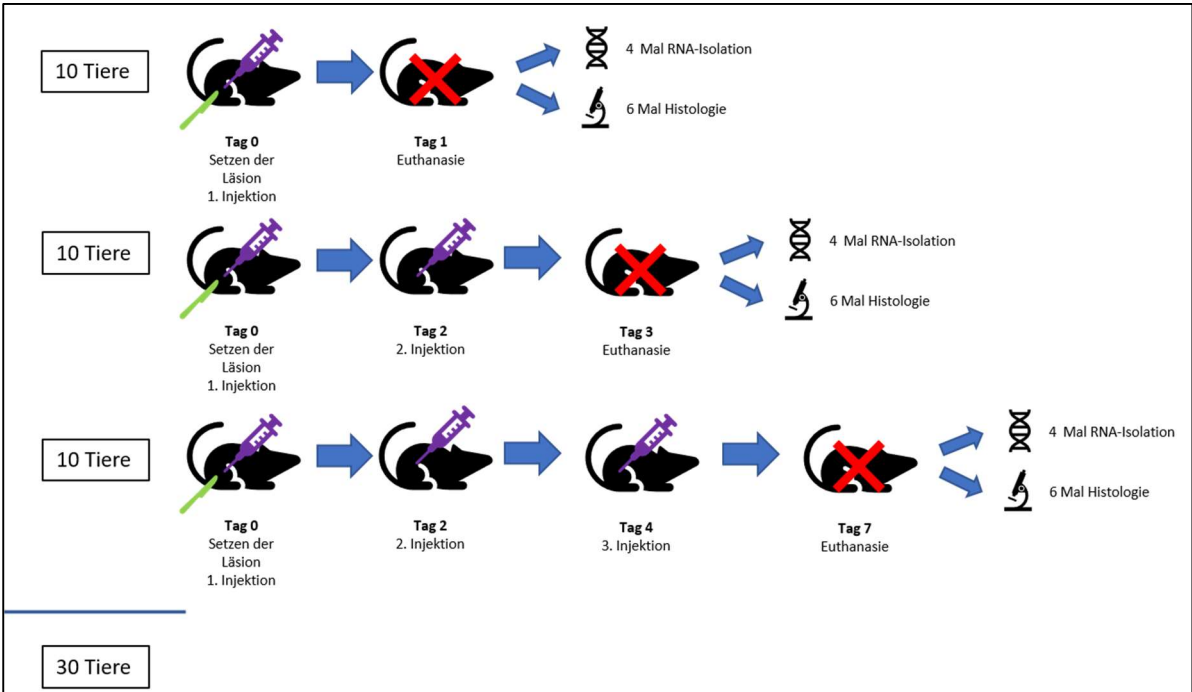 10 Tiere
4 Mal RNA-Isolation
6 Mal Histologie
Tag 0
Setzen der
Läsion
1. Injektion
Tag 1
Euthanasie
10 Tiere
4 Mal RNA-Isolation
6 Mal Histologie
Tag 0
Setzen der
Läsion
1. Injektion
Tag 2
2. Injektion
Tag 3
Euthanasie
10 Tiere
4 Mal RNA-Isolation
6 Mal Histologie
Tag 0
Setzen der
Läsion
1. Injektion
Tag 2
2. Injektion
Tag 4
3. Injektion
Tag 7
Euthanasie
30 Tiere